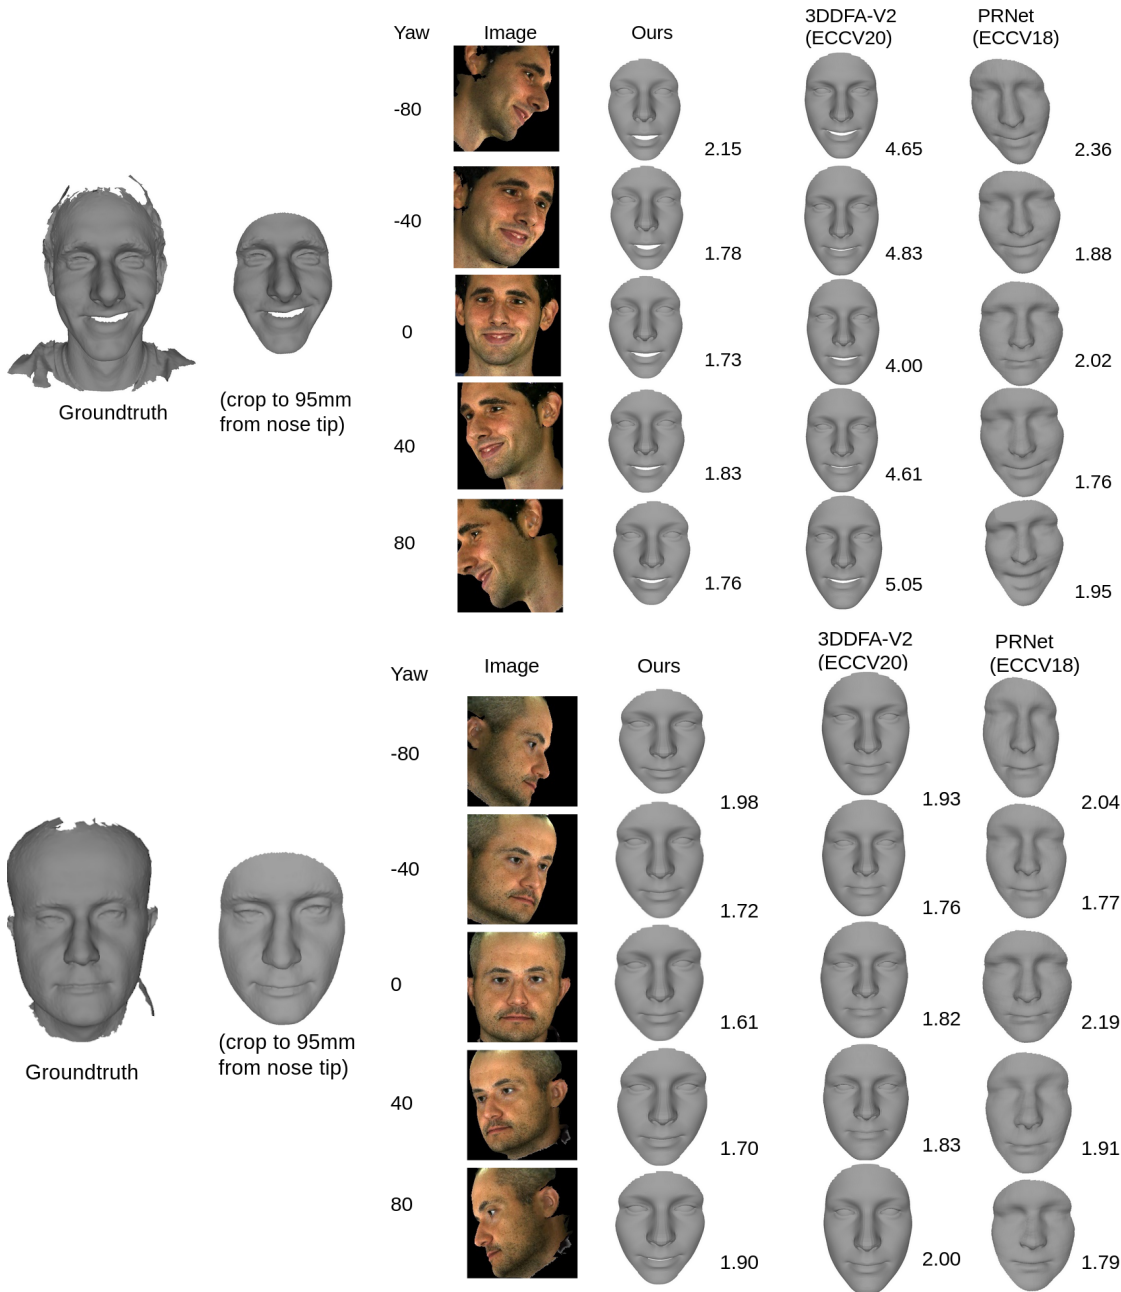 Yaw Image Ours 3DDFA-V2 (ECCV20) PRNet (ECCV18)
-80 2.15 4.65 2.36
-40 1.78 4.83 1.88
0 1.73 4.00 2.02
Groundtruth
(crop to 95mm
from nose tip)
40 1.83 4.61 1.76
80 1.76 5.05 1.95
Yaw Image Ours 3DDFA-V2 (ECCV20) PRNet (ECCV18)
-80 1.98 1.93 2.04
-40 1.72 1.76 1.77
0 1.61 1.82 2.19
Groundtruth
(crop to 95mm
from nose tip)
40 1.70 1.83 1.91
80 1.90 2.00 1.79